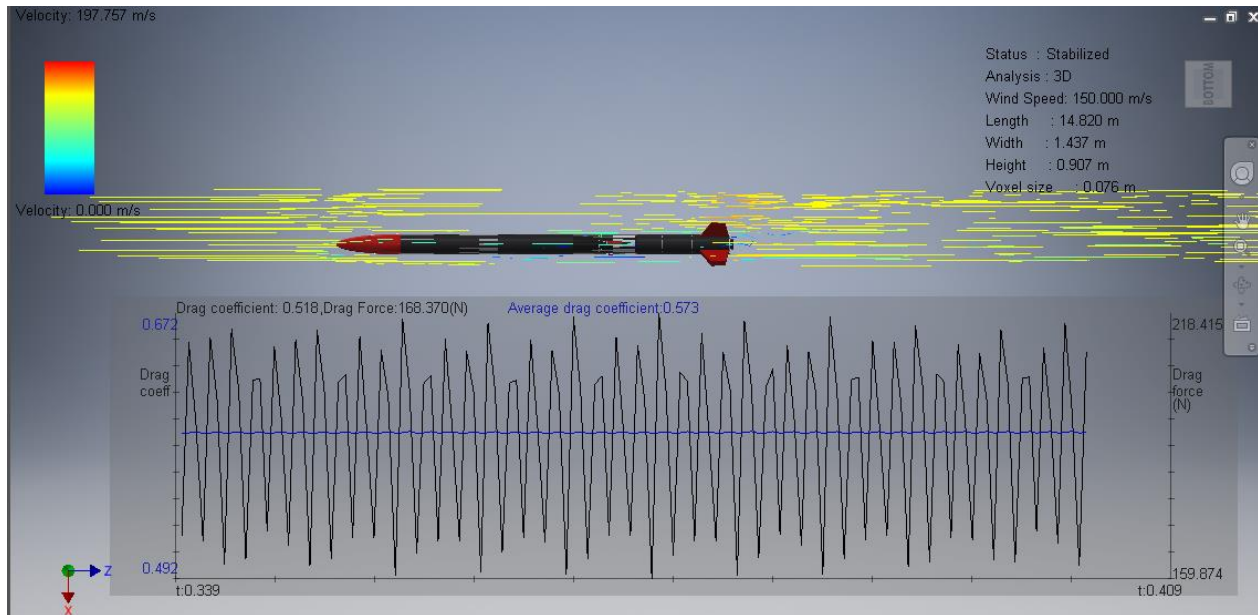 Velocity: 197.757 m/s
Status : Stabilized
Analysis : 3D
Wind Speed: 150.000 m/s
Length : 14.820 m
Width : 1.437 m
Height : 0.907 m
Voxel size : 0.076 m
BOTTOM
Velocity: 0.000 m/s
Drag coefficient: 0.518,Drag Force:168.370(N) Average drag coefficient:0.573
0.672
218.415
Drag
coeff
Drag
force
(N)
0.492
159.874
t:0.339
t:0.409
Z
X